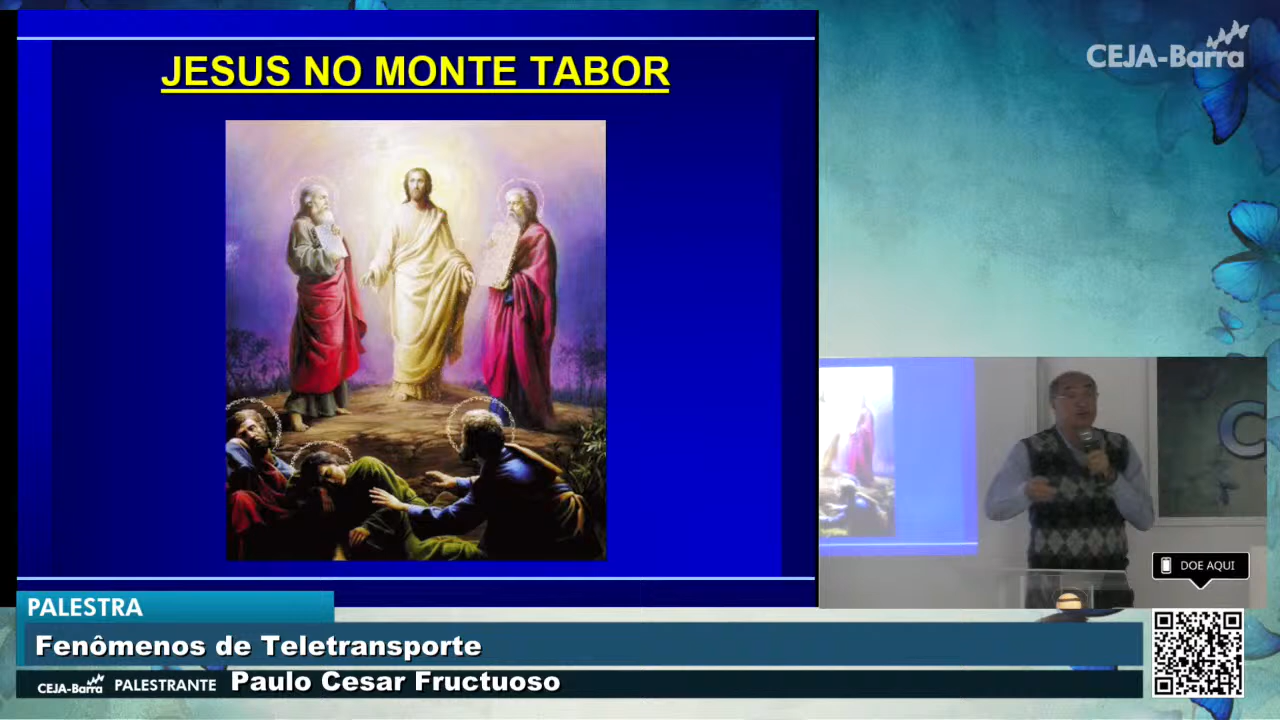 JESUS NO MONTE TABOR
CEJA-Barra
C
DOE AQUI
PALESTRA
Fenômenos de Teletransporte
CEJA-Barra PALESTRANTE Paulo Cesar Fructuoso